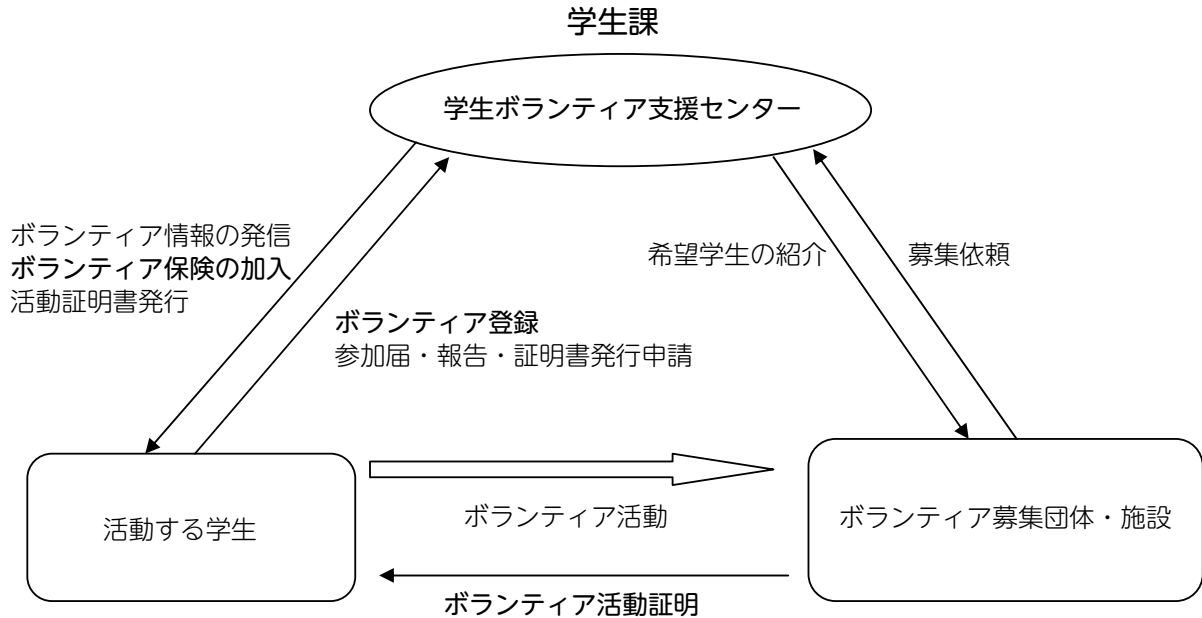 学生課
学生ボランティア支援センター
ボランティア情報の発信
ボランティア保険の加入
活動証明書発行
希望学生の紹介
募集依頼
ボランティア登録
参加届・報告・証明書発行申請
活動する学生
ボランティア活動
ボランティア募集団体・施設
ボランティア活動証明